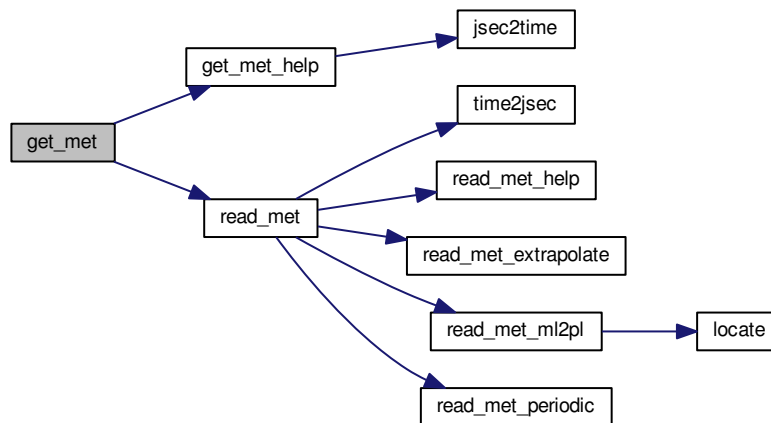 get_met
get_met_help
jsec2time
read_met
time2jsec
read_met_help
read_met_extrapolate
read_met_ml2pl
locate
read_met_periodic